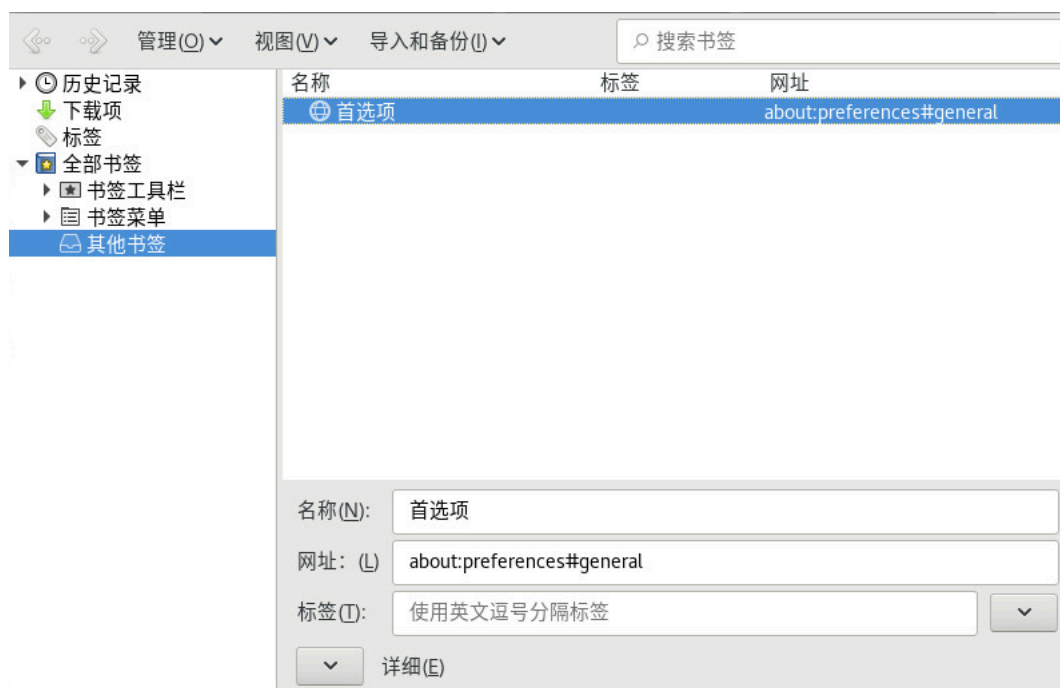 管理(O) 视图(V) 导入和备份(I) 搜索书签
历史记录
下载项
标签
全部书签
书签工具栏
书签菜单
其他书签
名称 标签 网址
首选项 about:preferences#general
名称(N): 首选项
网址：(L) about:preferences#general
标签(T): 使用英文逗号分隔标签
详细(E)